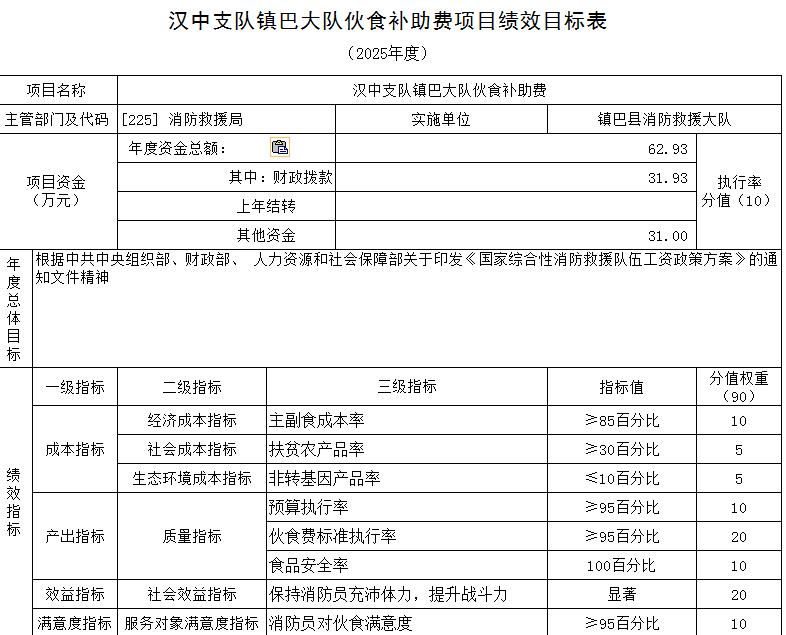 汉中支队镇巴大队伙食补助费项目绩效目标表
（2025年度）
项目名称 汉中支队镇巴大队伙食补助费
主管部门及代码 [225] 消防救援局 实施单位 镇巴县消防救援大队
项目资金
（万元）
年度资金总额： 62.93
其中：财政拨款 31.93
上年结转
其他资金 31.00
执行率
分值（10）
年度总体目标
根据中共中央组织部、财政部、 人力资源和社会保障部关于印发《国家综合性消防救援队伍工资政策方案》的通
知文件精神
绩效指标
一级指标 二级指标 三级指标 指标值 分值权重
（90）
成本指标 经济成本指标 主副食成本率 ≥85百分比 10
社会成本指标 扶贫农产品率 ≥30百分比 5
生态环境成本指标 非转基因产品率 ≤10百分比 5
产出指标 质量指标 预算执行率 ≥95百分比 10
伙食费标准执行率 ≥95百分比 20
食品安全率 100百分比 10
效益指标 社会效益指标 保持消防员充沛体力，提升战斗力 显著 20
满意度指标 服务对象满意度指标 消防员对伙食满意度 ≥95百分比 10